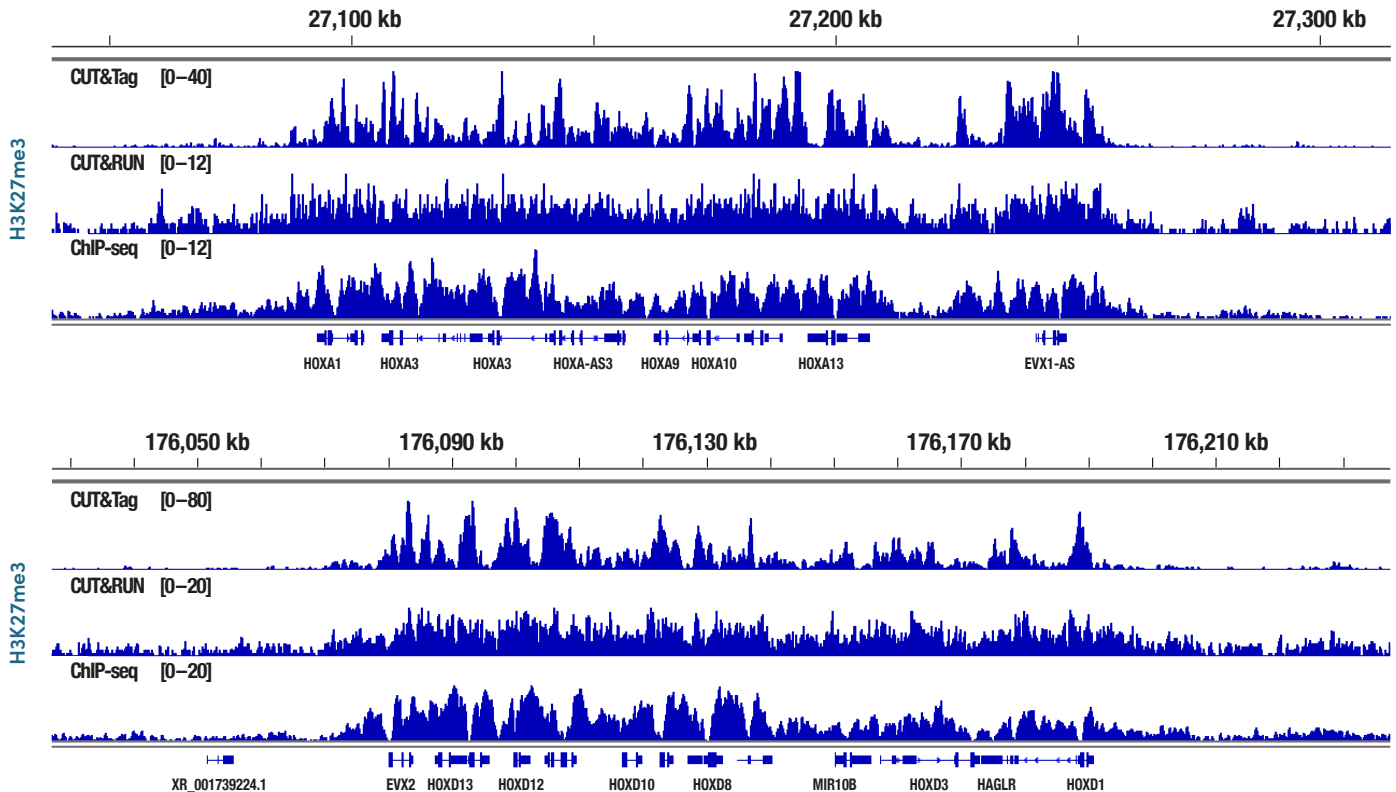 27,100 kb 27,200 kb 27,300 kb
CUT&Tag [0–40]
CUT&RUN [0–12]
ChIP-seq [0–12]
H3K27me3
HOXA1 HOXA3 HOXA3 HOXA-AS3 HOXA9 HOXA10 HOXA13 EVX1-AS
176,050 kb 176,090 kb 176,130 kb 176,170 kb 176,210 kb
CUT&Tag [0–80]
CUT&RUN [0–20]
ChIP-seq [0–20]
H3K27me3
XR_001739224.1 EVX2 HOXD13 HOXD12 HOXD10 HOXD8 MIR10B HOXD3 HAGLR HOXD1